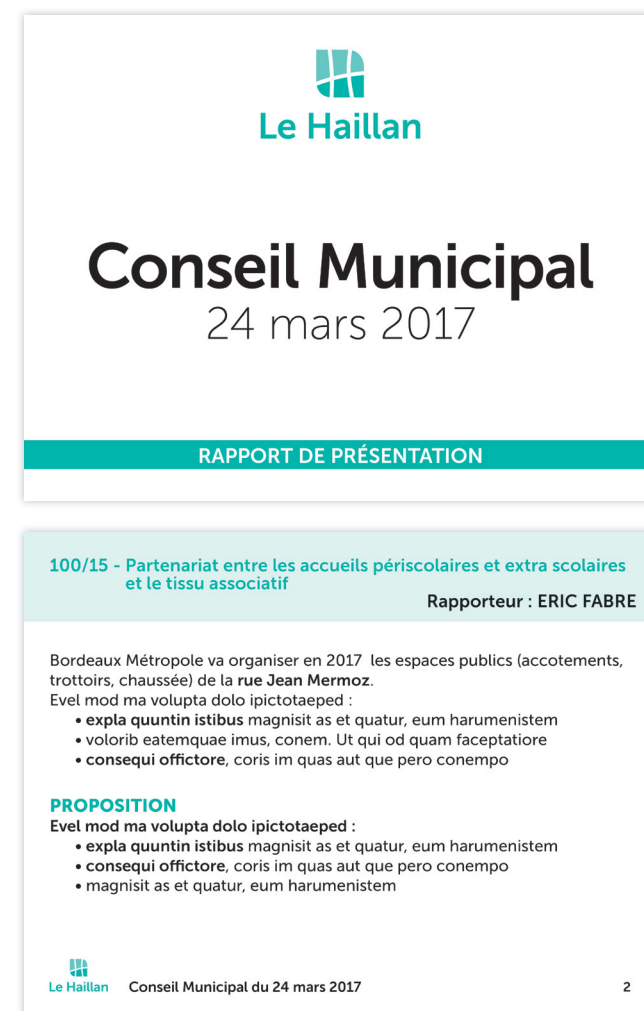 Le Haillan
Conseil Municipal
24 mars 2017
RAPPORT DE PRÉSENTATION
100/15 - Partenariat entre les accueils périscolaires et extra scolaires
et le tissu associatif
Rapporteur : ERIC FABRE
Bordeaux Métropole va organiser en 2017 les espaces publics (accotements,
trottoirs, chaussée) de la rue Jean Mermoz.
Evel mod ma volupta dolo ipictotaeped :
• expla quuntin istibus magnisit as et quatur, eum harumenistem
• volorib eatemquae imus, conem. Ut qui od quam faceptatiore
• consequi offictore, coris im quas aut que pero conempo
PROPOSITION
Evel mod ma volupta dolo ipictotaeped :
• expla quuntin istibus magnisit as et quatur, eum harumenistem
• consequi offictore, coris im quas aut que pero conempo
• magnisit as et quatur, eum harumenistem
Le Haillan Conseil Municipal du 24 mars 2017 2